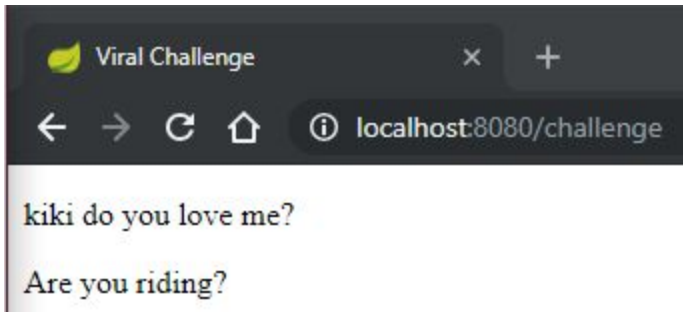 Viral Challenge
localhost:8080/challenge
kiki do you love me?
Are you riding?